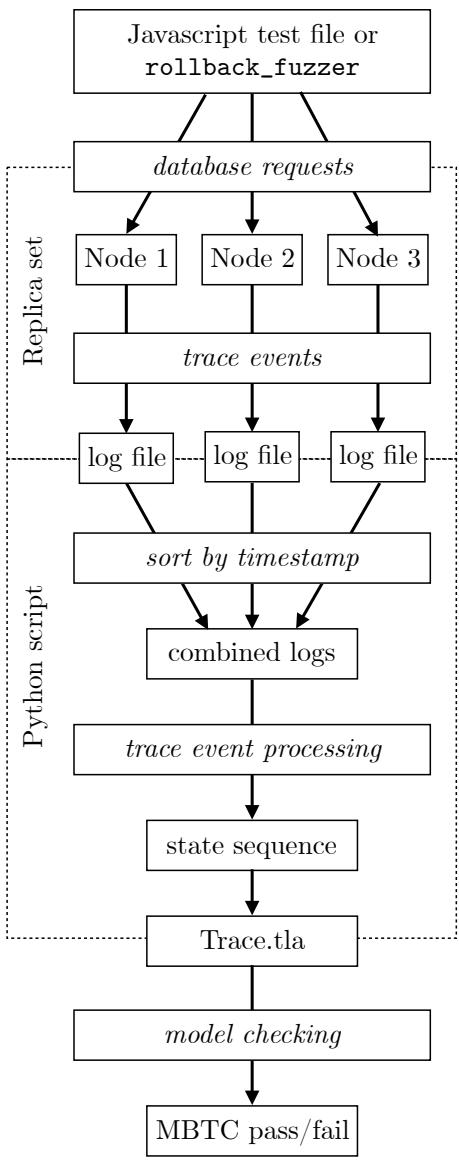 Javascript test file or
rollback_fuzzer
database requests
Replica set
Node 1
Node 2
Node 3
trace events
log file
log file
log file
Python script
sort by timestamp
combined logs
trace event processing
state sequence
Trace.tla
model checking
MBTC pass/fail